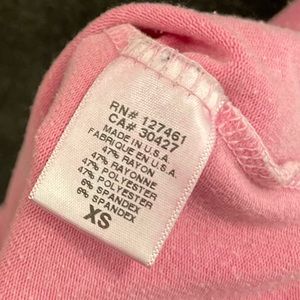 RN# 127461
CA# 30427
MADE IN U.S.A.
FABRIQUE EN U.S.A.
47% RAYON
47% RAYONNE
47% POLYESTER
47% POLYESTER
6% SPANDEX
6% SPANDEX
XS